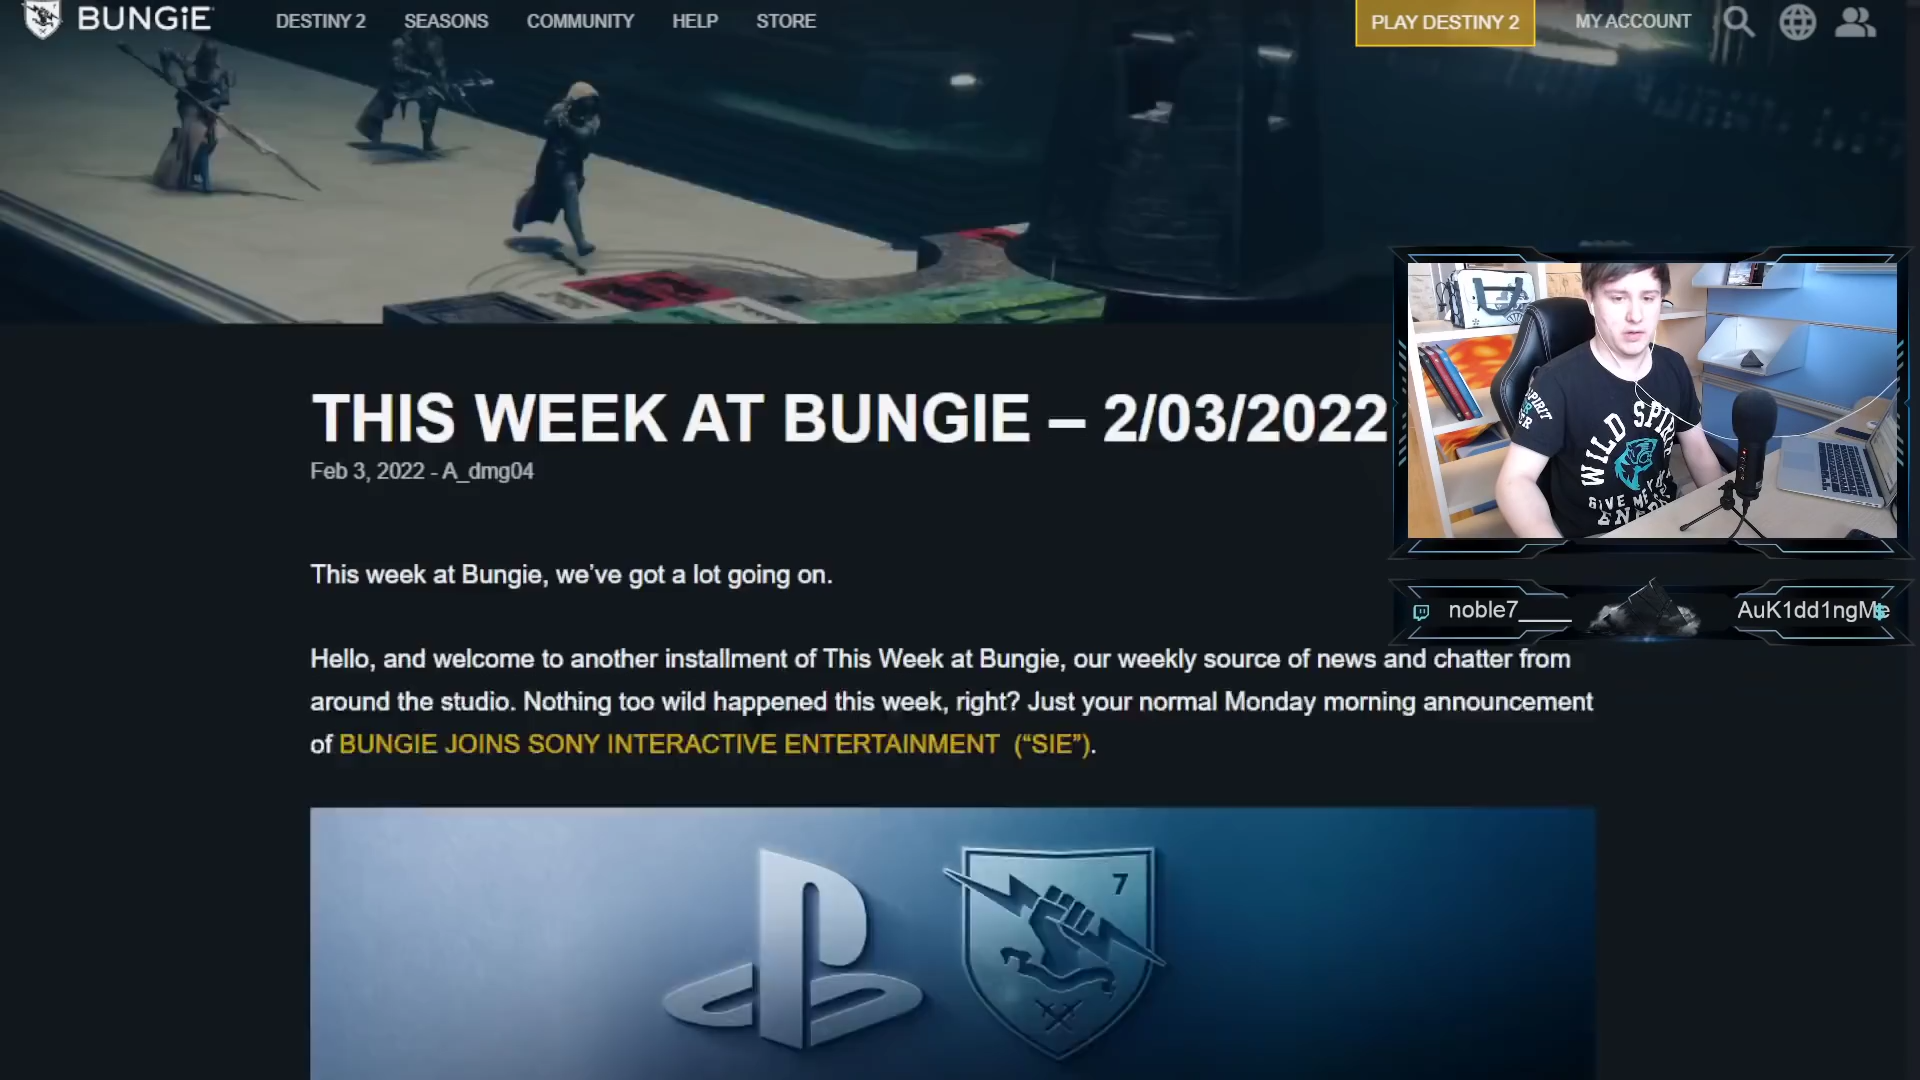 BUNGiE
DESTINY 2
SEASONS
COMMUNITY
HELP
STORE
PLAY DESTINY 2
MY ACCOUNT
THIS WEEK AT BUNGIE – 2/03/2022
Feb 3, 2022 - A_dmg04
This week at Bungie, we’ve got a lot going on.
WILD SPIRIT
GIVE ME
noble7____
AuK1dd1ngMe
Hello, and welcome to another installment of This Week at Bungie, our weekly source of news and chatter from
around the studio. Nothing too wild happened this week, right? Just your normal Monday morning announcement
of BUNGIE JOINS SONY INTERACTIVE ENTERTAINMENT (“SIE”).
7